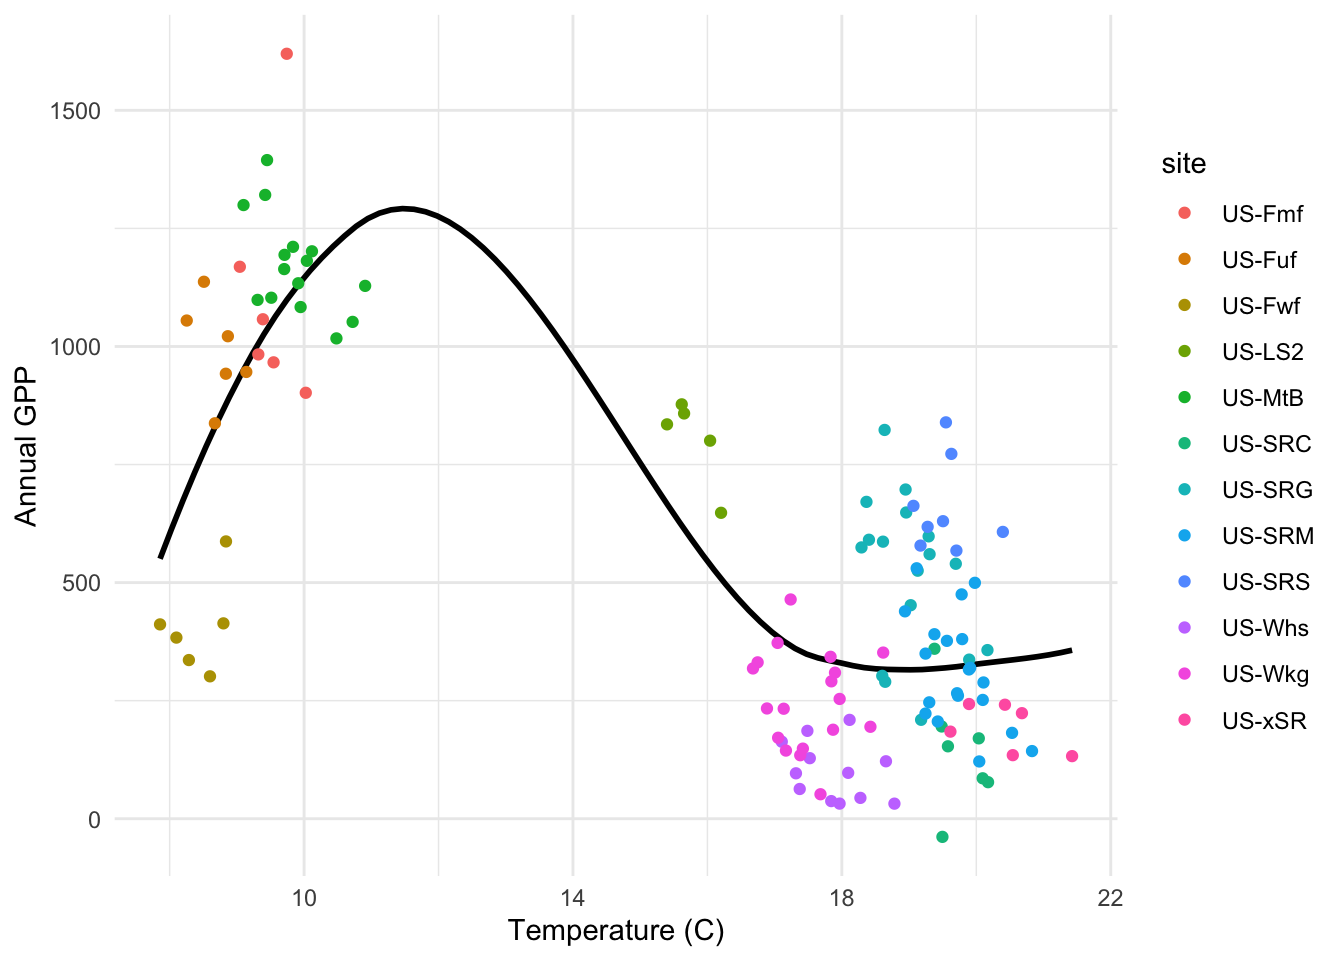 1500
1000
500
0
Annual GPP
10
14
18
22
Temperature (C)
site
US-Fmf
US-Fuf
US-Fwf
US-LS2
US-MtB
US-SRC
US-SRG
US-SRM
US-SRS
US-Whs
US-Wkg
US-xSR